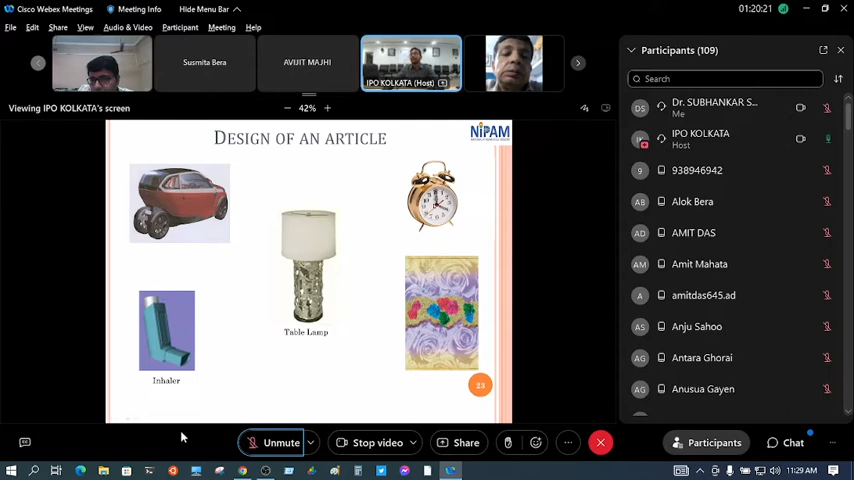 Cisco Webex Meetings
Meeting Info
Hide Menu Bar
01:20:21
File
Edit
Share
View
Audio & Video
Participant
Meeting
Help
Susmita Bera
AVIJIT MAJHI
IPO KOLKATA (Host)
Viewing IPO KOLKATA's screen
42%
DESIGN OF AN ARTICLE
NIPAM
Table Lamp
Inhaler
23
Participants (109)
Search
DS
Dr. SUBHANKAR S...
Me
IPO KOLKATA
Host
9
938946942
AB
Alok Bera
AD
AMIT DAS
AM
Amit Mahata
A
amitdas645.ad
AS
Anju Sahoo
AG
Antara Ghorai
AG
Anusua Gayen
Unmute
Stop video
Share
Participants
Chat
11:29 AM